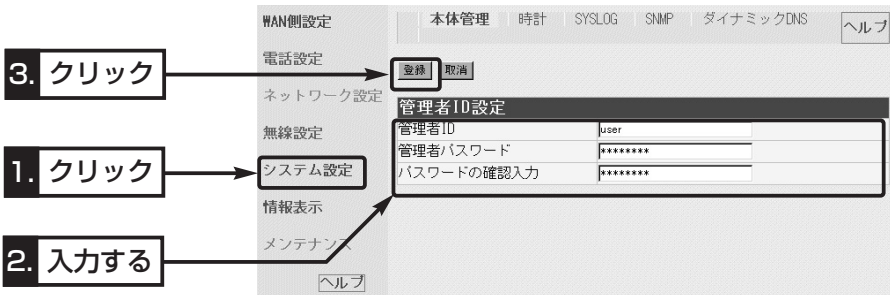 WAN側設定
本体管理 時計 SYSLOG SNMP ダイナミックDNS
ヘルプ
電話設定
3. クリック
登録 取消
ネットワーク設定
管理者ID設定
管理者ID user
無線設定
管理者パスワード ********
1. クリック
システム設定
パスワードの確認入力 ********
情報表示
メンテナンス
2. 入力する
ヘルプ